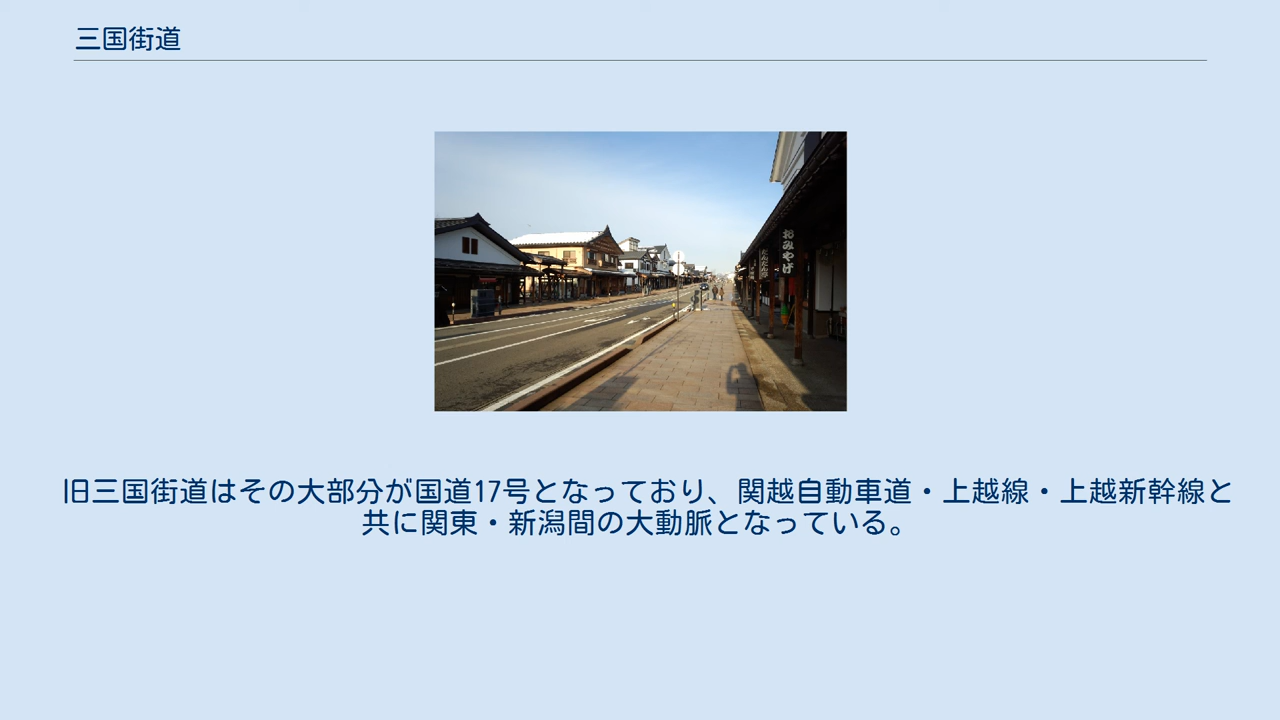 三国街道
おみやげ
旧三国街道はその大部分が国道17号となっており、関越自動車道・上越線・上越新幹線と
共に関東・新潟間の大動脈となっている。